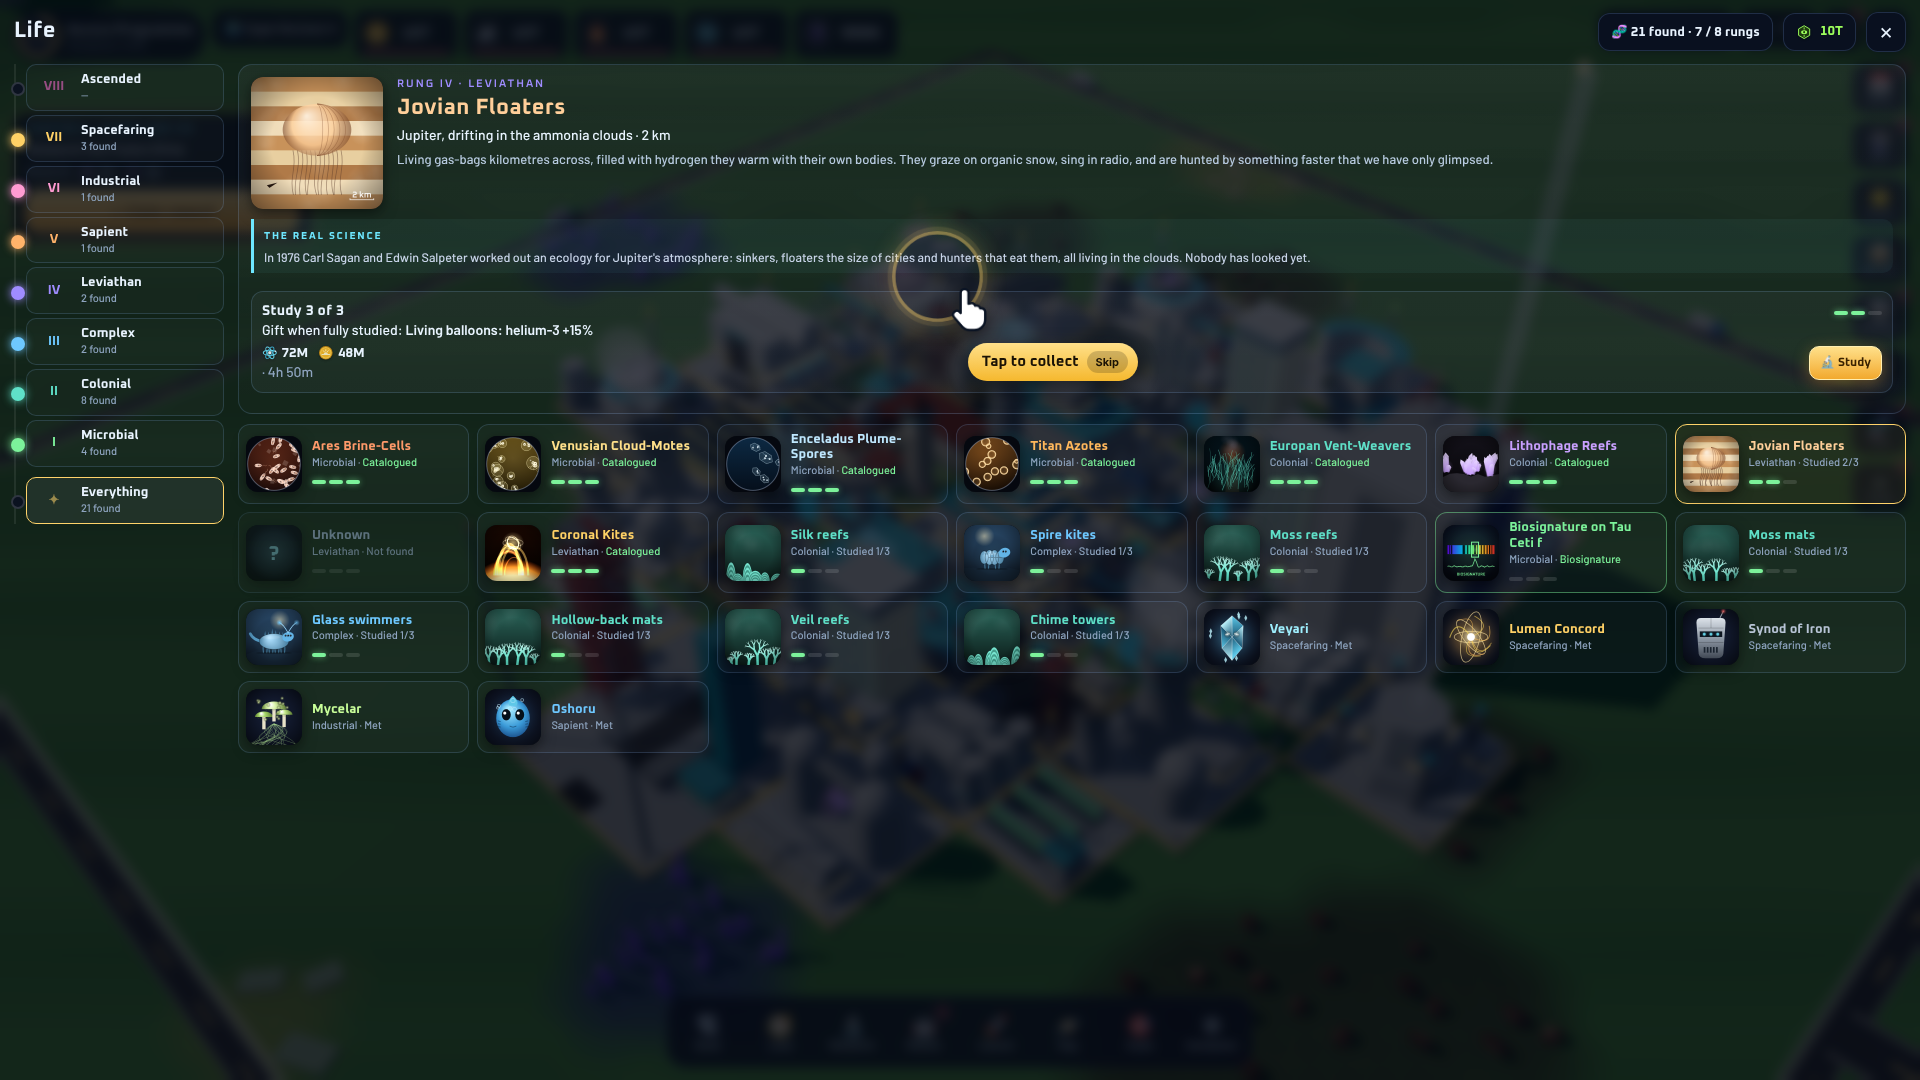 Life
21 found · 7 / 8 rungs
10T
VIII
Ascended
—
VII
Spacefaring
3 found
VI
Industrial
1 found
V
Sapient
1 found
IV
Leviathan
2 found
III
Complex
2 found
II
Colonial
8 found
I
Microbial
4 found
Everything
21 found
2 km
RUNG IV · LEVIATHAN
Jovian Floaters
Jupiter, drifting in the ammonia clouds · 2 km
Living gas-bags kilometres across, filled with hydrogen they warm with their own bodies. They graze on organic snow, sing in radio, and are hunted by something faster that we have only glimpsed.
THE REAL SCIENCE
In 1976 Carl Sagan and Edwin Salpeter worked out an ecology for Jupiter's atmosphere: sinkers, floaters the size of cities and hunters that eat them, all living in the clouds. Nobody has looked yet.
Study 3 of 3
Gift when fully studied: Living balloons: helium-3 +15%
72M 48M
· 4h 50m
Tap to collect Skip
Study
Ares Brine-Cells
Microbial · Catalogued
Venusian Cloud-Motes
Microbial · Catalogued
Enceladus Plume-
Spores
Microbial · Catalogued
Titan Azotes
Microbial · Catalogued
Europan Vent-Weavers
Colonial · Catalogued
Lithophage Reefs
Colonial · Catalogued
Jovian Floaters
Leviathan · Studied 2/3
?
Unknown
Leviathan · Not found
Coronal Kites
Leviathan · Catalogued
Silk reefs
Colonial · Studied 1/3
Spire kites
Complex · Studied 1/3
Moss reefs
Colonial · Studied 1/3
BIOSIGNATURE
Biosignature on Tau
Ceti f
Microbial · Biosignature
Moss mats
Colonial · Studied 1/3
Glass swimmers
Complex · Studied 1/3
Hollow-back mats
Colonial · Studied 1/3
Veil reefs
Colonial · Studied 1/3
Chime towers
Colonial · Studied 1/3
Veyari
Spacefaring · Met
Lumen Concord
Spacefaring · Met
Synod of Iron
Spacefaring · Met
Mycelar
Industrial · Met
Oshoru
Sapient · Met